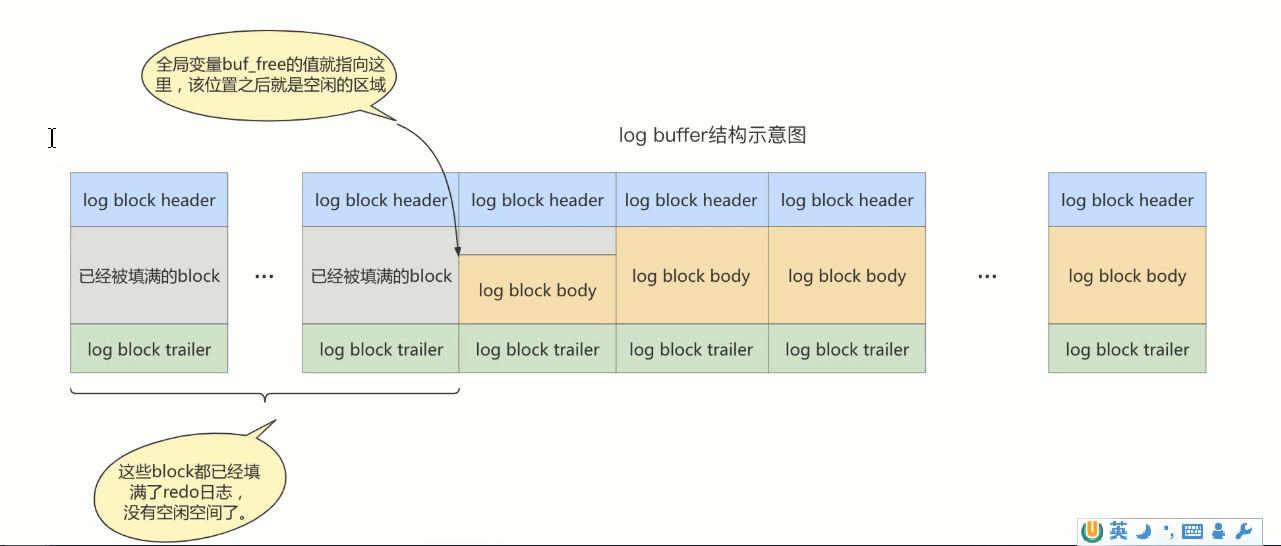 全局变量buf_free的值就指向这
里，该位置之后就是空闲的区域
log buffer结构示意图
log block header
log block header
log block header
log block header
log block header
log block header
已经被填满的block
...
已经被填满的block
log block body
log block body
log block body
...
log block body
log block trailer
log block trailer
log block trailer
log block trailer
log block trailer
log block trailer
这些block都已经填
满了redo日志，
没有空闲空间了。
英